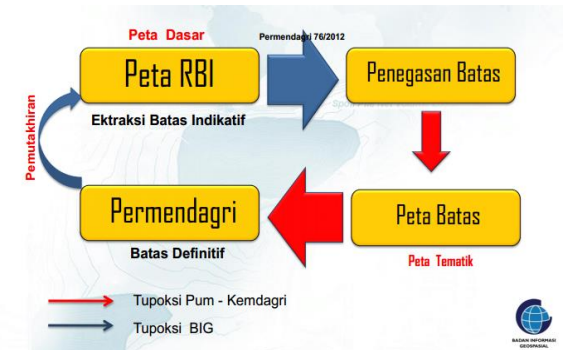 Peta Dasar
Permendagri 76/2012
Peta RBI
Penegasan Batas
Ektraksi Batas Indikatif
Pemutakhiran
Permendagri
Peta Batas
Batas Definitif
Peta Tematik
Tupoksi Pum - Kemdagri
Tupoksi BIG
BADAN INFORMASI
GEOSPASIAL